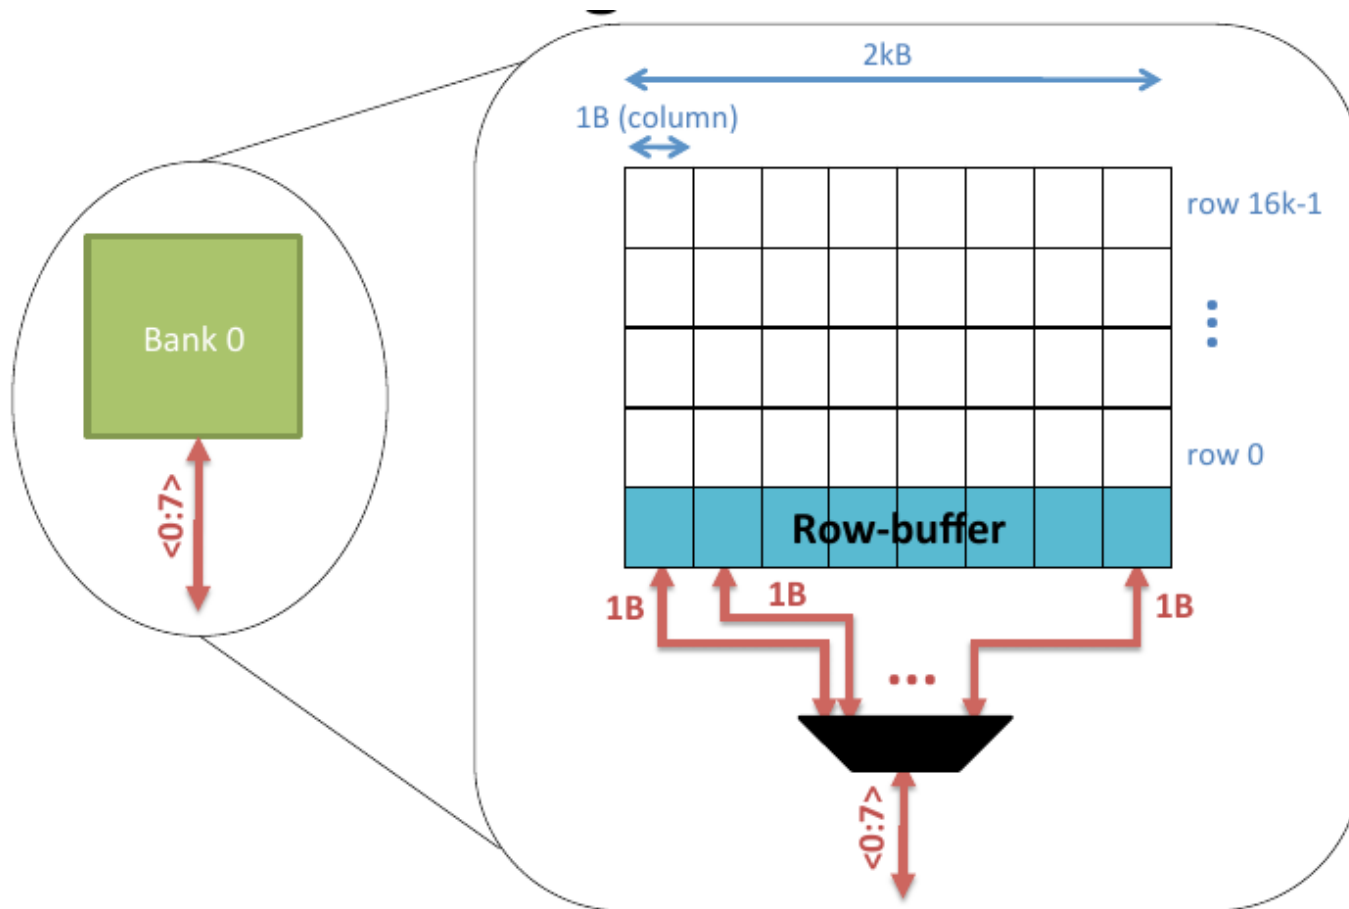 2kB
1B (column)
row 16k-1
Bank 0
row 0
<0:7>
Row-buffer
1B
1B
1B
<0:7>